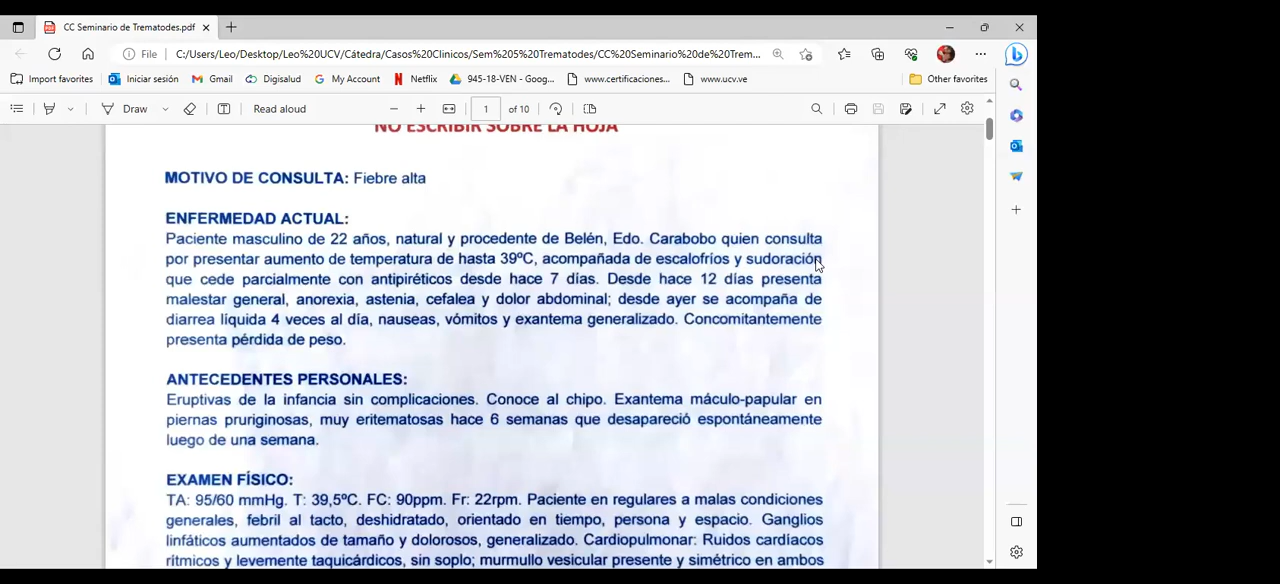 CC Seminario de Trematodes.pdf
File
C:/Users/Leo/Desktop/Leo%20UCV/Cátedra/Casos%20Clinicos/Sem%205%20Trematodes/CC%20Seminario%20de%20Trem...
Import favorites
Iniciar sesión
Gmail
Digisalud
My Account
Netflix
945-18-VEN - Goog...
www.certificaciones...
www.ucv.ve
Other favorites
Draw
Read aloud
1
of 10
NO ESCRIBIR SOBRE LA HOJA
MOTIVO DE CONSULTA: Fiebre alta
ENFERMEDAD ACTUAL:
Paciente masculino de 22 años, natural y procedente de Belén, Edo. Carabobo quien consulta
por presentar aumento de temperatura de hasta 39ºC, acompañada de escalofríos y sudoración
que cede parcialmente con antipiréticos desde hace 7 días. Desde hace 12 días presenta
malestar general, anorexia, astenia, cefalea y dolor abdominal; desde ayer se acompaña de
diarrea líquida 4 veces al día, nauseas, vómitos y exantema generalizado. Concomitantemente
presenta pérdida de peso.
ANTECEDENTES PERSONALES:
Eruptivas de la infancia sin complicaciones. Conoce al chipo. Exantema máculo-papular en
piernas pruriginosas, muy eritematosas hace 6 semanas que desapareció espontáneamente
luego de una semana.
EXAMEN FÍSICO:
TA: 95/60 mmHg. T: 39,5ºC. FC: 90ppm. Fr: 22rpm. Paciente en regulares a malas condiciones
generales, febril al tacto, deshidratado, orientado en tiempo, persona y espacio. Ganglios
linfáticos aumentados de tamaño y dolorosos, generalizado. Cardiopulmonar: Ruidos cardíacos
rítmicos y levemente taquicárdicos, sin soplo; murmullo vesicular presente y simétrico en ambos